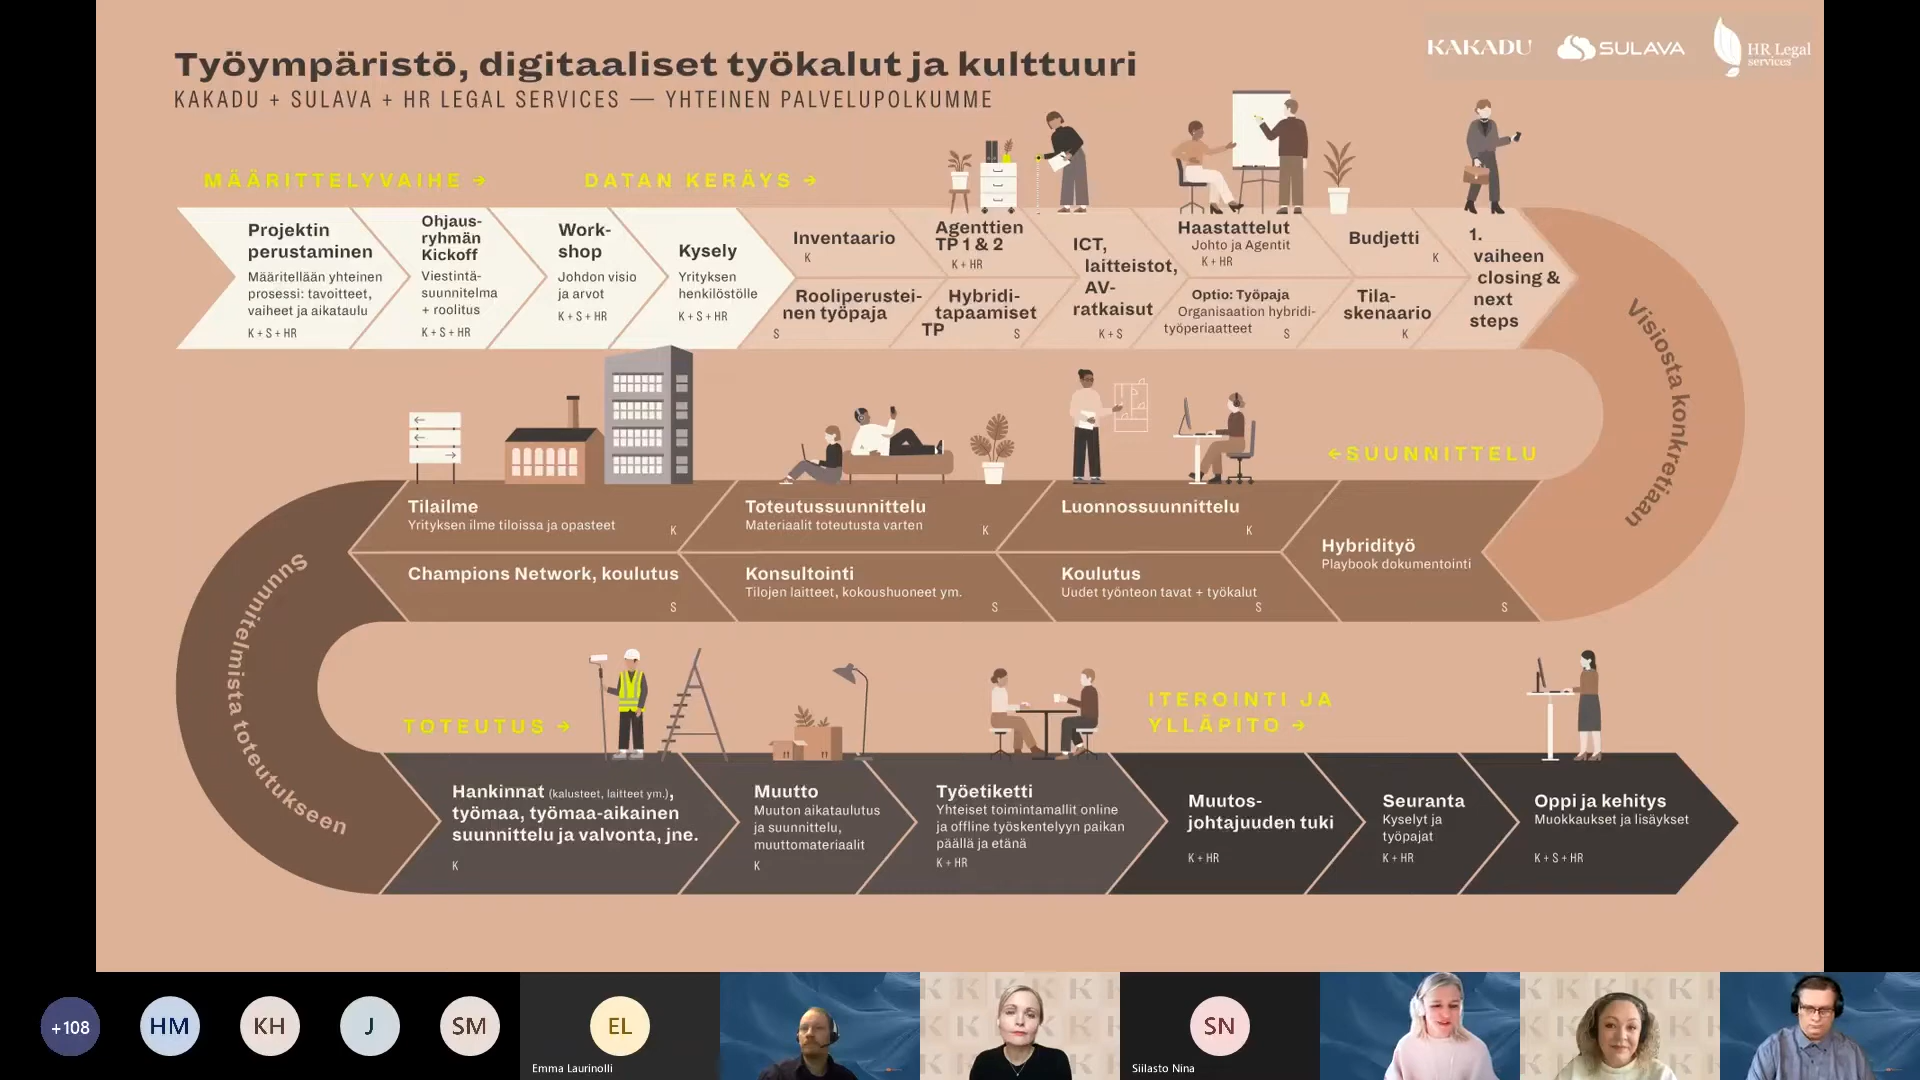 Työympäristö, digitaaliset työkalut ja kulttuuri
KAKADU + SULAVA + HR LEGAL SERVICES — YHTEINEN PALVELUPOLKUMME
KAKADU
SULAVA
HR Legal
services
MÄÄRITTELYVAIHE →
DATAN KERÄYS →
Projektin
perustaminen
Määritellään yhteinen
prosessi: tavoitteet,
vaiheet ja aikataulu
K + S + HR
Ohjaus-
ryhmän
Kickoff
Viestintä-
suunnitelma
+ roolitus
K + S + HR
Work-
shop
Johdon visio
ja arvot
K + S + HR
Kysely
Yrityksen
henkilöstölle
K + S + HR
Inventaario
K
Rooliperustei-
nen työpaja
S
Agenttien
TP 1 & 2
K + HR
Hybridi-
tapaamiset
TP
S
ICT,
laitteistot,
AV-
ratkaisut
K + S
Haastattelut
Johto ja Agentit
K + HR
Optio: Työpaja
Organisaation hybridi-
työperiaatteet
S
Budjetti
K
Tila-
skenaario
K
1.
vaiheen
closing &
next
steps
Visiosta konkretiaan
←SUUNNITTELU
Tilailme
Yrityksen ilme tiloissa ja opasteet
K
Toteutussuunnittelu
Materiaalit toteutusta varten
K
Luonnossuunnittelu
K
Hybridityö
Playbook dokumentointi
S
Champions Network, koulutus
S
Konsultointi
Tilojen laitteet, kokoushuoneet ym.
S
Koulutus
Uudet työnteon tavat + työkalut
S
Suunnitelmista toteutukseen
TOTEUTUS →
ITEROINTI JA
YLLÄPITO →
Hankinnat (kalusteet, laitteet ym.),
työmaa, työmaa-aikainen
suunnittelu ja valvonta, jne.
K
Muutto
Muuton aikataulutus
ja suunnittelu,
muuttomateriaalit
K
Työetiketti
Yhteiset toimintamallit online
ja offline työskentelyyn paikan
päällä ja etänä
K + HR
Muutos-
johtajuuden tuki
K + HR
Seuranta
Kyselyt ja
työpajat
K + HR
Oppi ja kehitys
Muokkaukset ja lisäykset
K + S + HR
+108
HM
KH
J
SM
EL
Emma Laurinolli
SN
Siilasto Nina